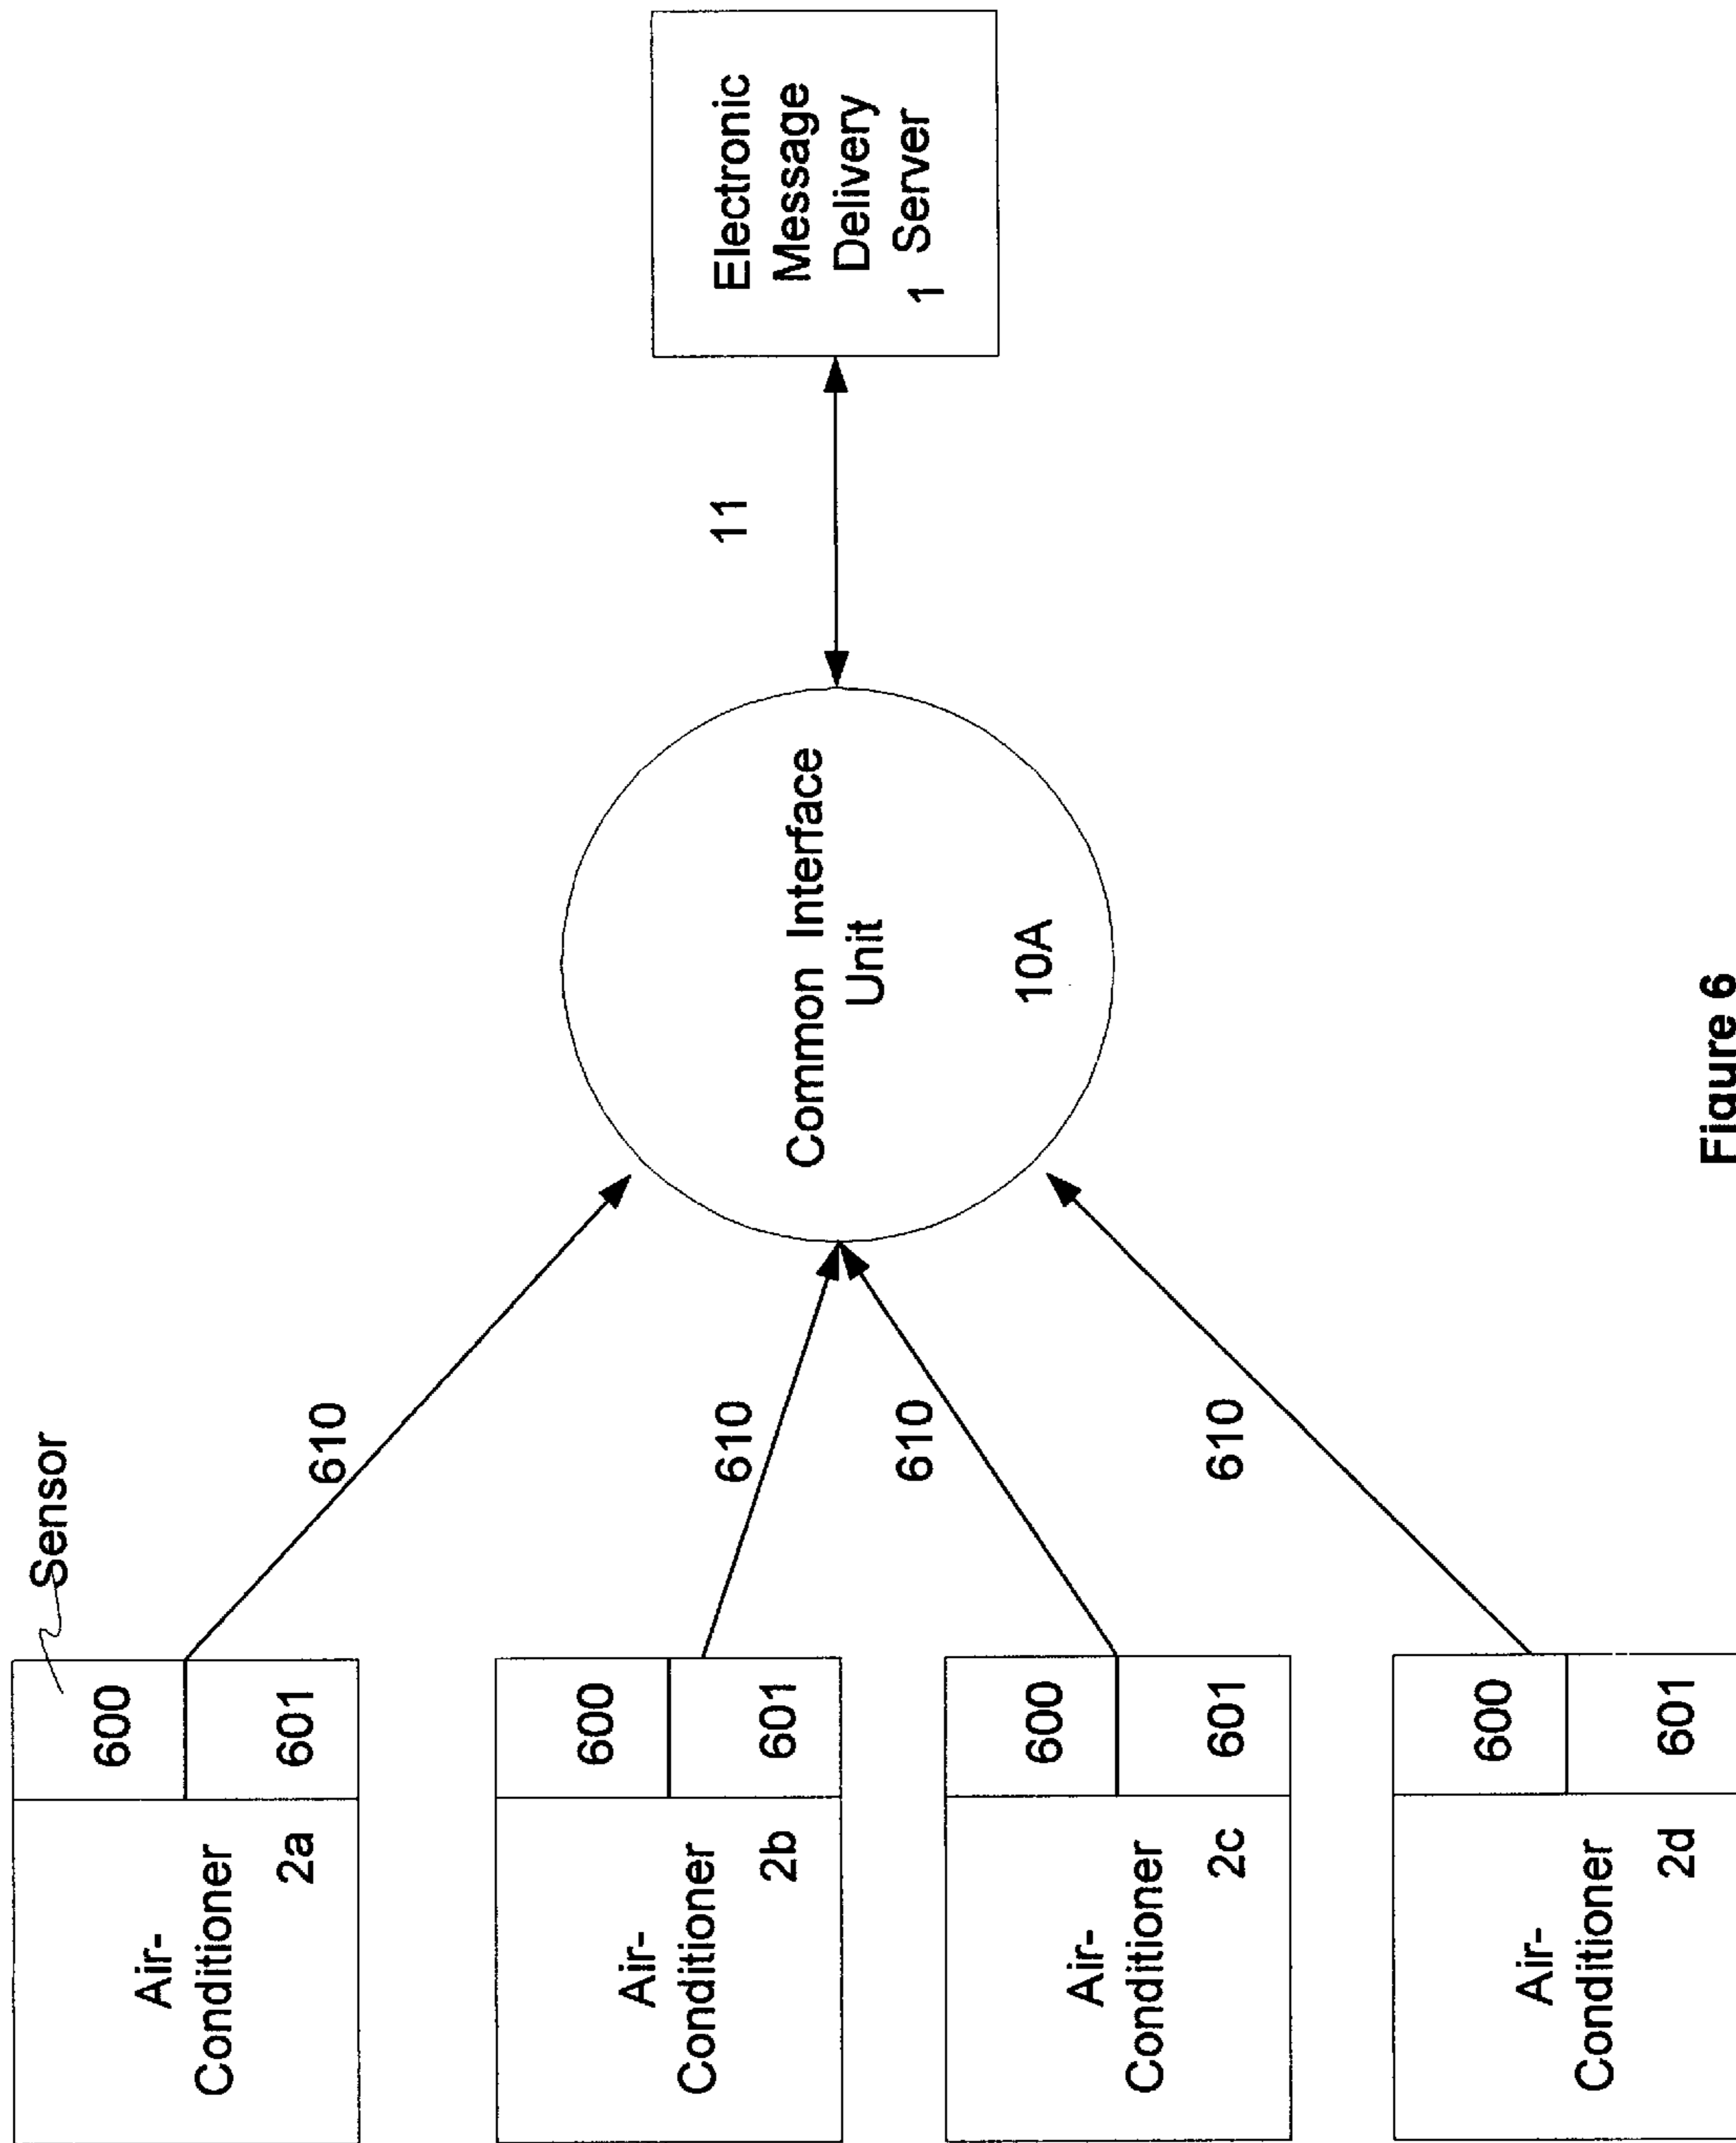 Sensor
Air-
Conditioner
2a
600
601
610
Air-
Conditioner
2b
600
601
610
Air-
Conditioner
2c
600
601
610
Air-
Conditioner
2d
600
601
610
Common Interface
Unit
10A
11
Electronic
Message
Delivery
1 Server
Figure 6